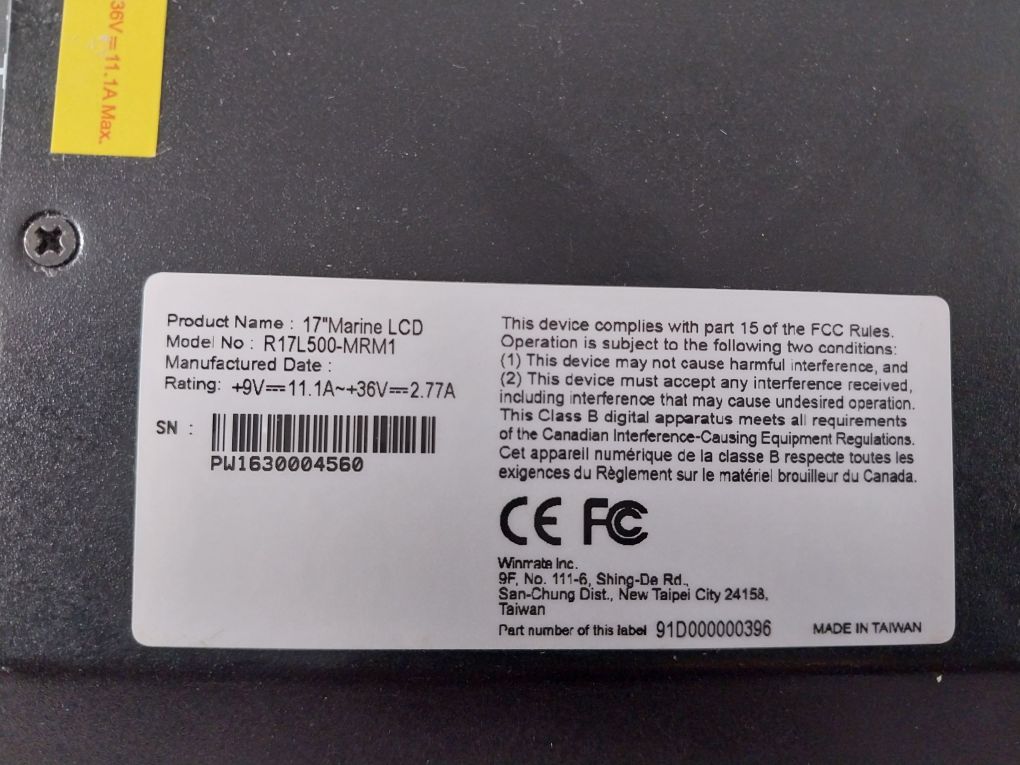 36V⎓11.1A Max.
Product Name : 17"Marine LCD
Model No : R17L500-MRM1
Manufactured Date :
Rating: +9V⎓11.1A~+36V⎓2.77A
SN :
PW1630004560
This device complies with part 15 of the FCC Rules.
Operation is subject to the following two conditions:
(1) This device may not cause harmful interference, and
(2) This device must accept any interference received,
including interference that may cause undesired operation.
This Class B digital apparatus meets all requirements
of the Canadian Interference-Causing Equipment Regulations.
Cet appareil numérique de la classe B respecte toutes les
exigences du Règlement sur le matériel brouilleur du Canada.
CE FC
Winmate Inc.
9F, No. 111-6, Shing-De Rd.,
San-Chung Dist., New Taipei City 24158,
Taiwan
Part number of this label 91D000000396 MADE IN TAIWAN